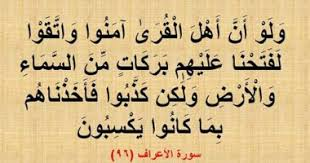 وَلَوْ أَنَّ أَهْلَ الْقُرَىٰ آمَنُوا وَاتَّقَوْا
لَفَتَحْنَا عَلَيْهِم بَرَكَاتٍ مِّنَ السَّمَاءِ
وَالْأَرْضِ وَلَٰكِن كَذَّبُوا فَأَخَذْنَاهُم
بِمَا كَانُوا يَكْسِبُونَ
سورة الأعراف (٩٦)